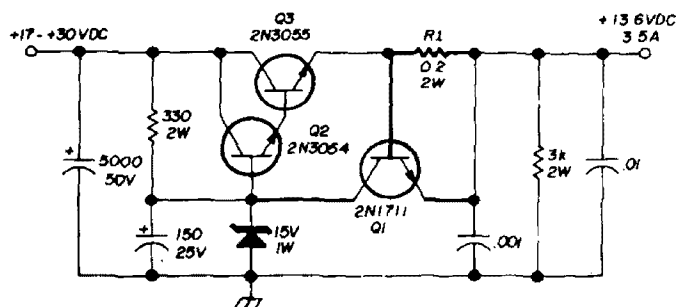 Q3
2N3055
R1
0.2
2W
+17-+30VDC
+13.6VDC
3.5A
330
2W
Q2
2N3054
+
5000
50V
3k
2W
.01
2N1711
Q1
+
150
25V
15V
1W
.001